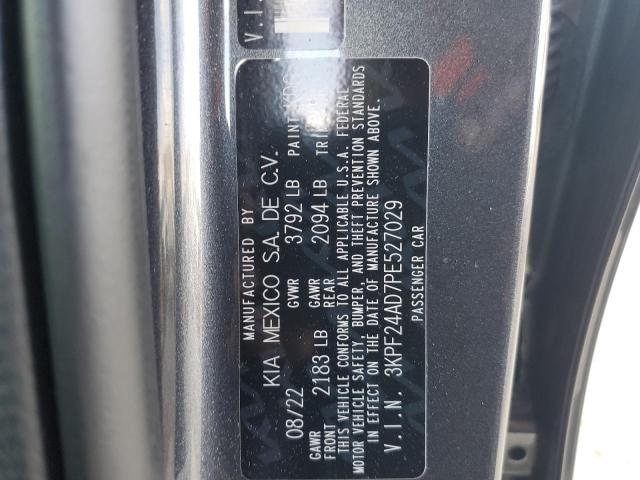 V.I.
MANUFACTURED BY
KIA MEXICO S.A. DE C.V.
08/22 GVWR 3792 LB PAINT
GAWR FRONT 2183 LB GAWR REAR 2094 LB
THIS VEHICLE CONFORMS TO ALL APPLICABLE U.S.A. FEDERAL
MOTOR VEHICLE SAFETY, BUMPER, AND THEFT PREVENTION STANDARDS
IN EFFECT ON THE DATE OF MANUFACTURE SHOWN ABOVE.
V.I.N. 3KPF24AD7PE527029
PASSENGER CAR